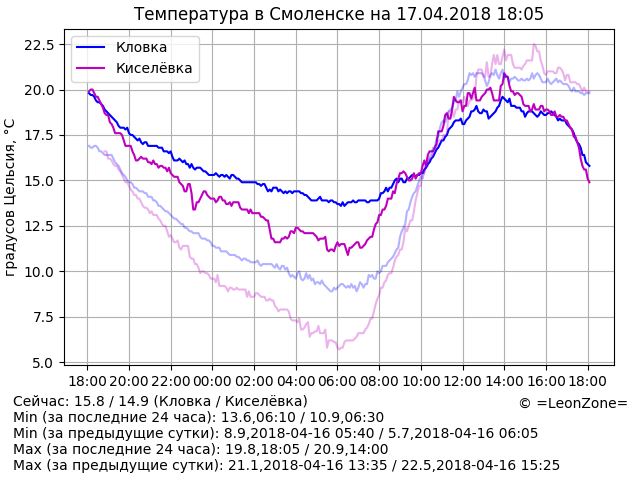 Температура в Смоленске на 17.04.2018 18:05
градусов Цельсия, °C
Кловка
Киселёвка
22.5
20.0
17.5
15.0
12.5
10.0
7.5
5.0
18:00 20:00 22:00 00:00 02:00 04:00 06:00 08:00 10:00 12:00 14:00 16:00 18:00
Сейчас: 15.8 / 14.9 (Кловка / Киселёвка)
© =LeonZone=
Min (за последние 24 часа): 13.6,06:10 / 10.9,06:30
Min (за предыдущие сутки): 8.9,2018-04-16 05:40 / 5.7,2018-04-16 06:05
Max (за последние 24 часа): 19.8,18:05 / 20.9,14:00
Max (за предыдущие сутки): 21.1,2018-04-16 13:35 / 22.5,2018-04-16 15:25